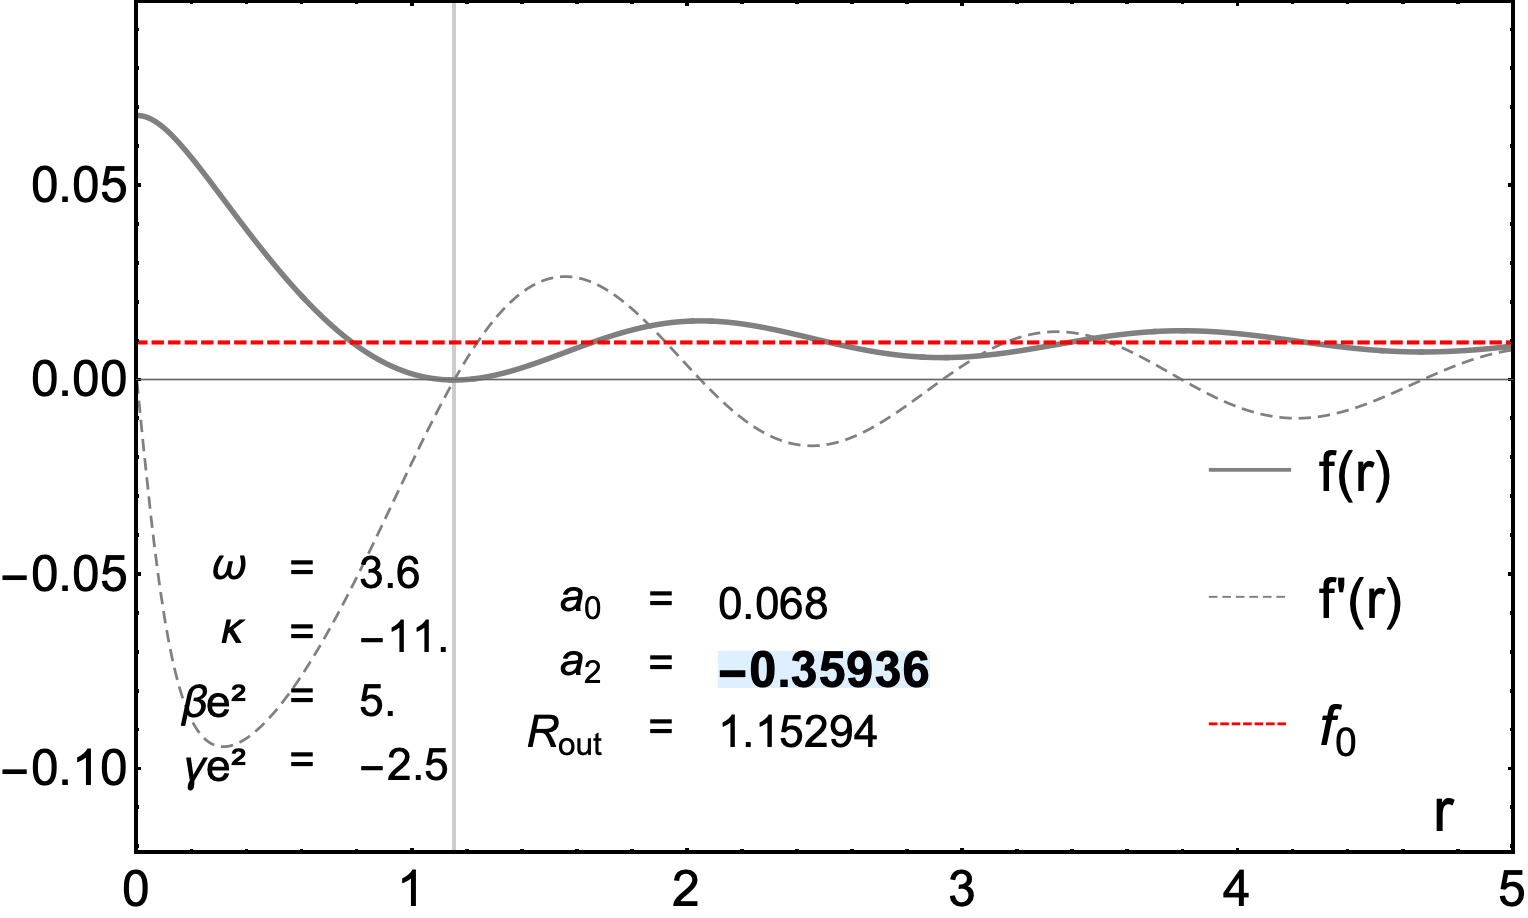 0.05
0.00
−0.05
−0.10
ω = 3.6
κ = −11.
βe² = 5.
γe² = −2.5
a₀ = 0.068
a₂ = −0.35936
R_out = 1.15294
f(r)
f'(r)
f₀
r
0 1 2 3 4 5